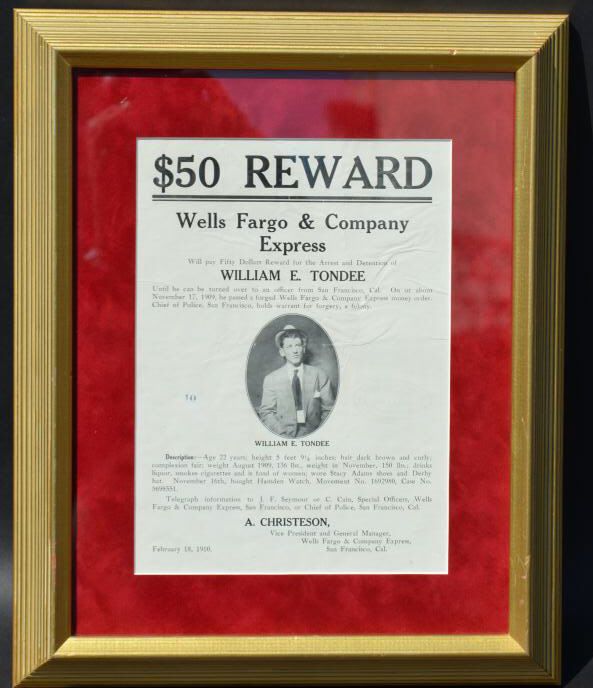 $50 REWARD
Wells Fargo & Company
Express
Will pay Fifty Dollars Reward for the Arrest and Detention of
WILLIAM E. TONDEE
Until he can be turned over to an officer from San Francisco, Cal. On or about
November 17, 1909, he passed a forged Wells Fargo & Company Express money order.
Chief of Police, San Francisco, holds warrant for forgery, a felony.
10
WILLIAM E. TONDEE
Description:—Age 22 years; height 5 feet 9¼ inches; hair dark brown and curly;
complexion fair; weight August 1909, 136 lbs., weight in November, 150 lbs.; drinks
liquor, smokes cigarettes and is fond of women; wore Stacy Adams shoes and Derby
hat. November 16th, bought Hamden Watch, Movement No. 1692980, Case No.
5698551.
Telegraph information to J. F. Seymour or C. Cain, Special Officers, Wells
Fargo & Company Express, San Francisco, or Chief of Police, San Francisco, Cal.
A. CHRISTESON,
Vice President and General Manager,
Wells Fargo & Company Express,
February 18, 1910. San Francisco, Cal.